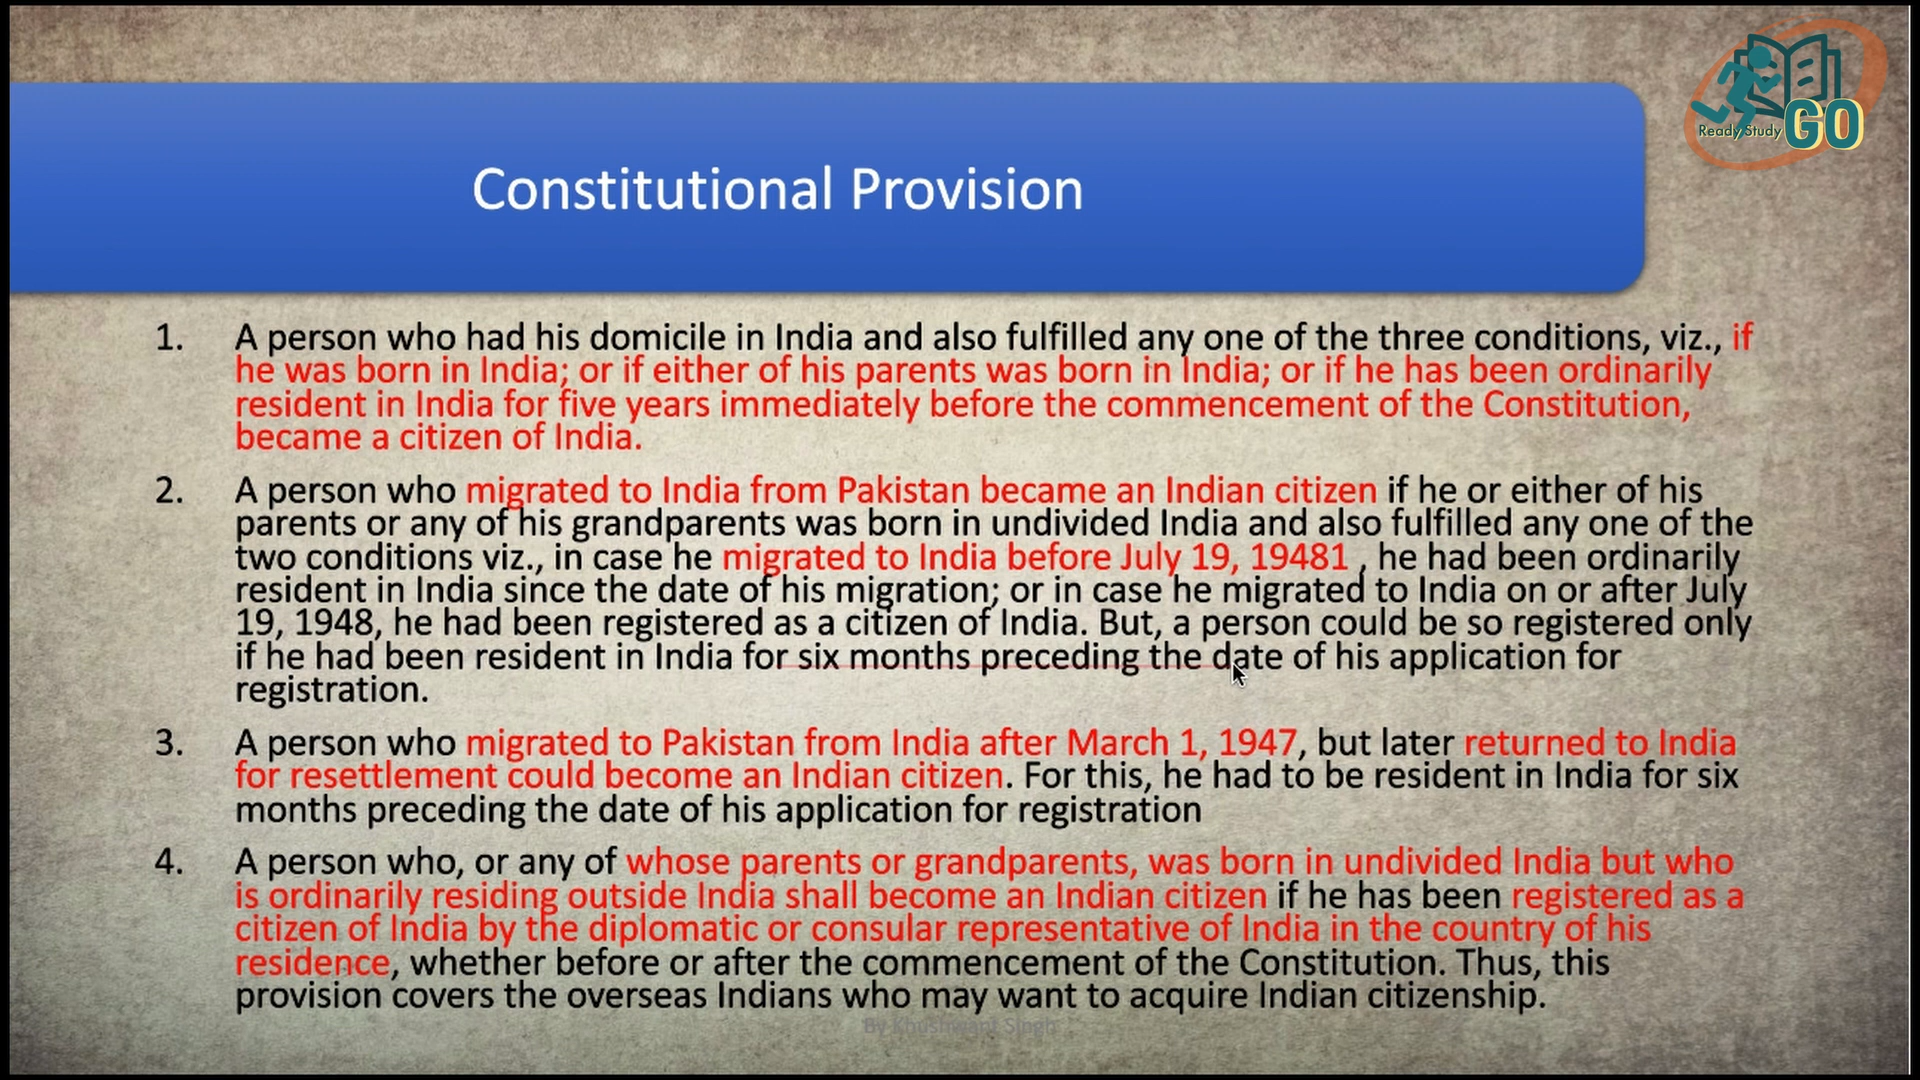 Ready Study GO
Constitutional Provision
1. A person who had his domicile in India and also fulfilled any one of the three conditions, viz., if
he was born in India; or if either of his parents was born in India; or if he has been ordinarily
resident in India for five years immediately before the commencement of the Constitution,
became a citizen of India.
2. A person who migrated to India from Pakistan became an Indian citizen if he or either of his
parents or any of his grandparents was born in undivided India and also fulfilled any one of the
two conditions viz., in case he migrated to India before July 19, 19481 , he had been ordinarily
resident in India since the date of his migration; or in case he migrated to India on or after July
19, 1948, he had been registered as a citizen of India. But, a person could be so registered only
if he had been resident in India for six months preceding the date of his application for
registration.
3. A person who migrated to Pakistan from India after March 1, 1947, but later returned to India
for resettlement could become an Indian citizen. For this, he had to be resident in India for six
months preceding the date of his application for registration
4. A person who, or any of whose parents or grandparents, was born in undivided India but who
is ordinarily residing outside India shall become an Indian citizen if he has been registered as a
citizen of India by the diplomatic or consular representative of India in the country of his
residence, whether before or after the commencement of the Constitution. Thus, this
provision covers the overseas Indians who may want to acquire Indian citizenship.
By Khushwant Singh